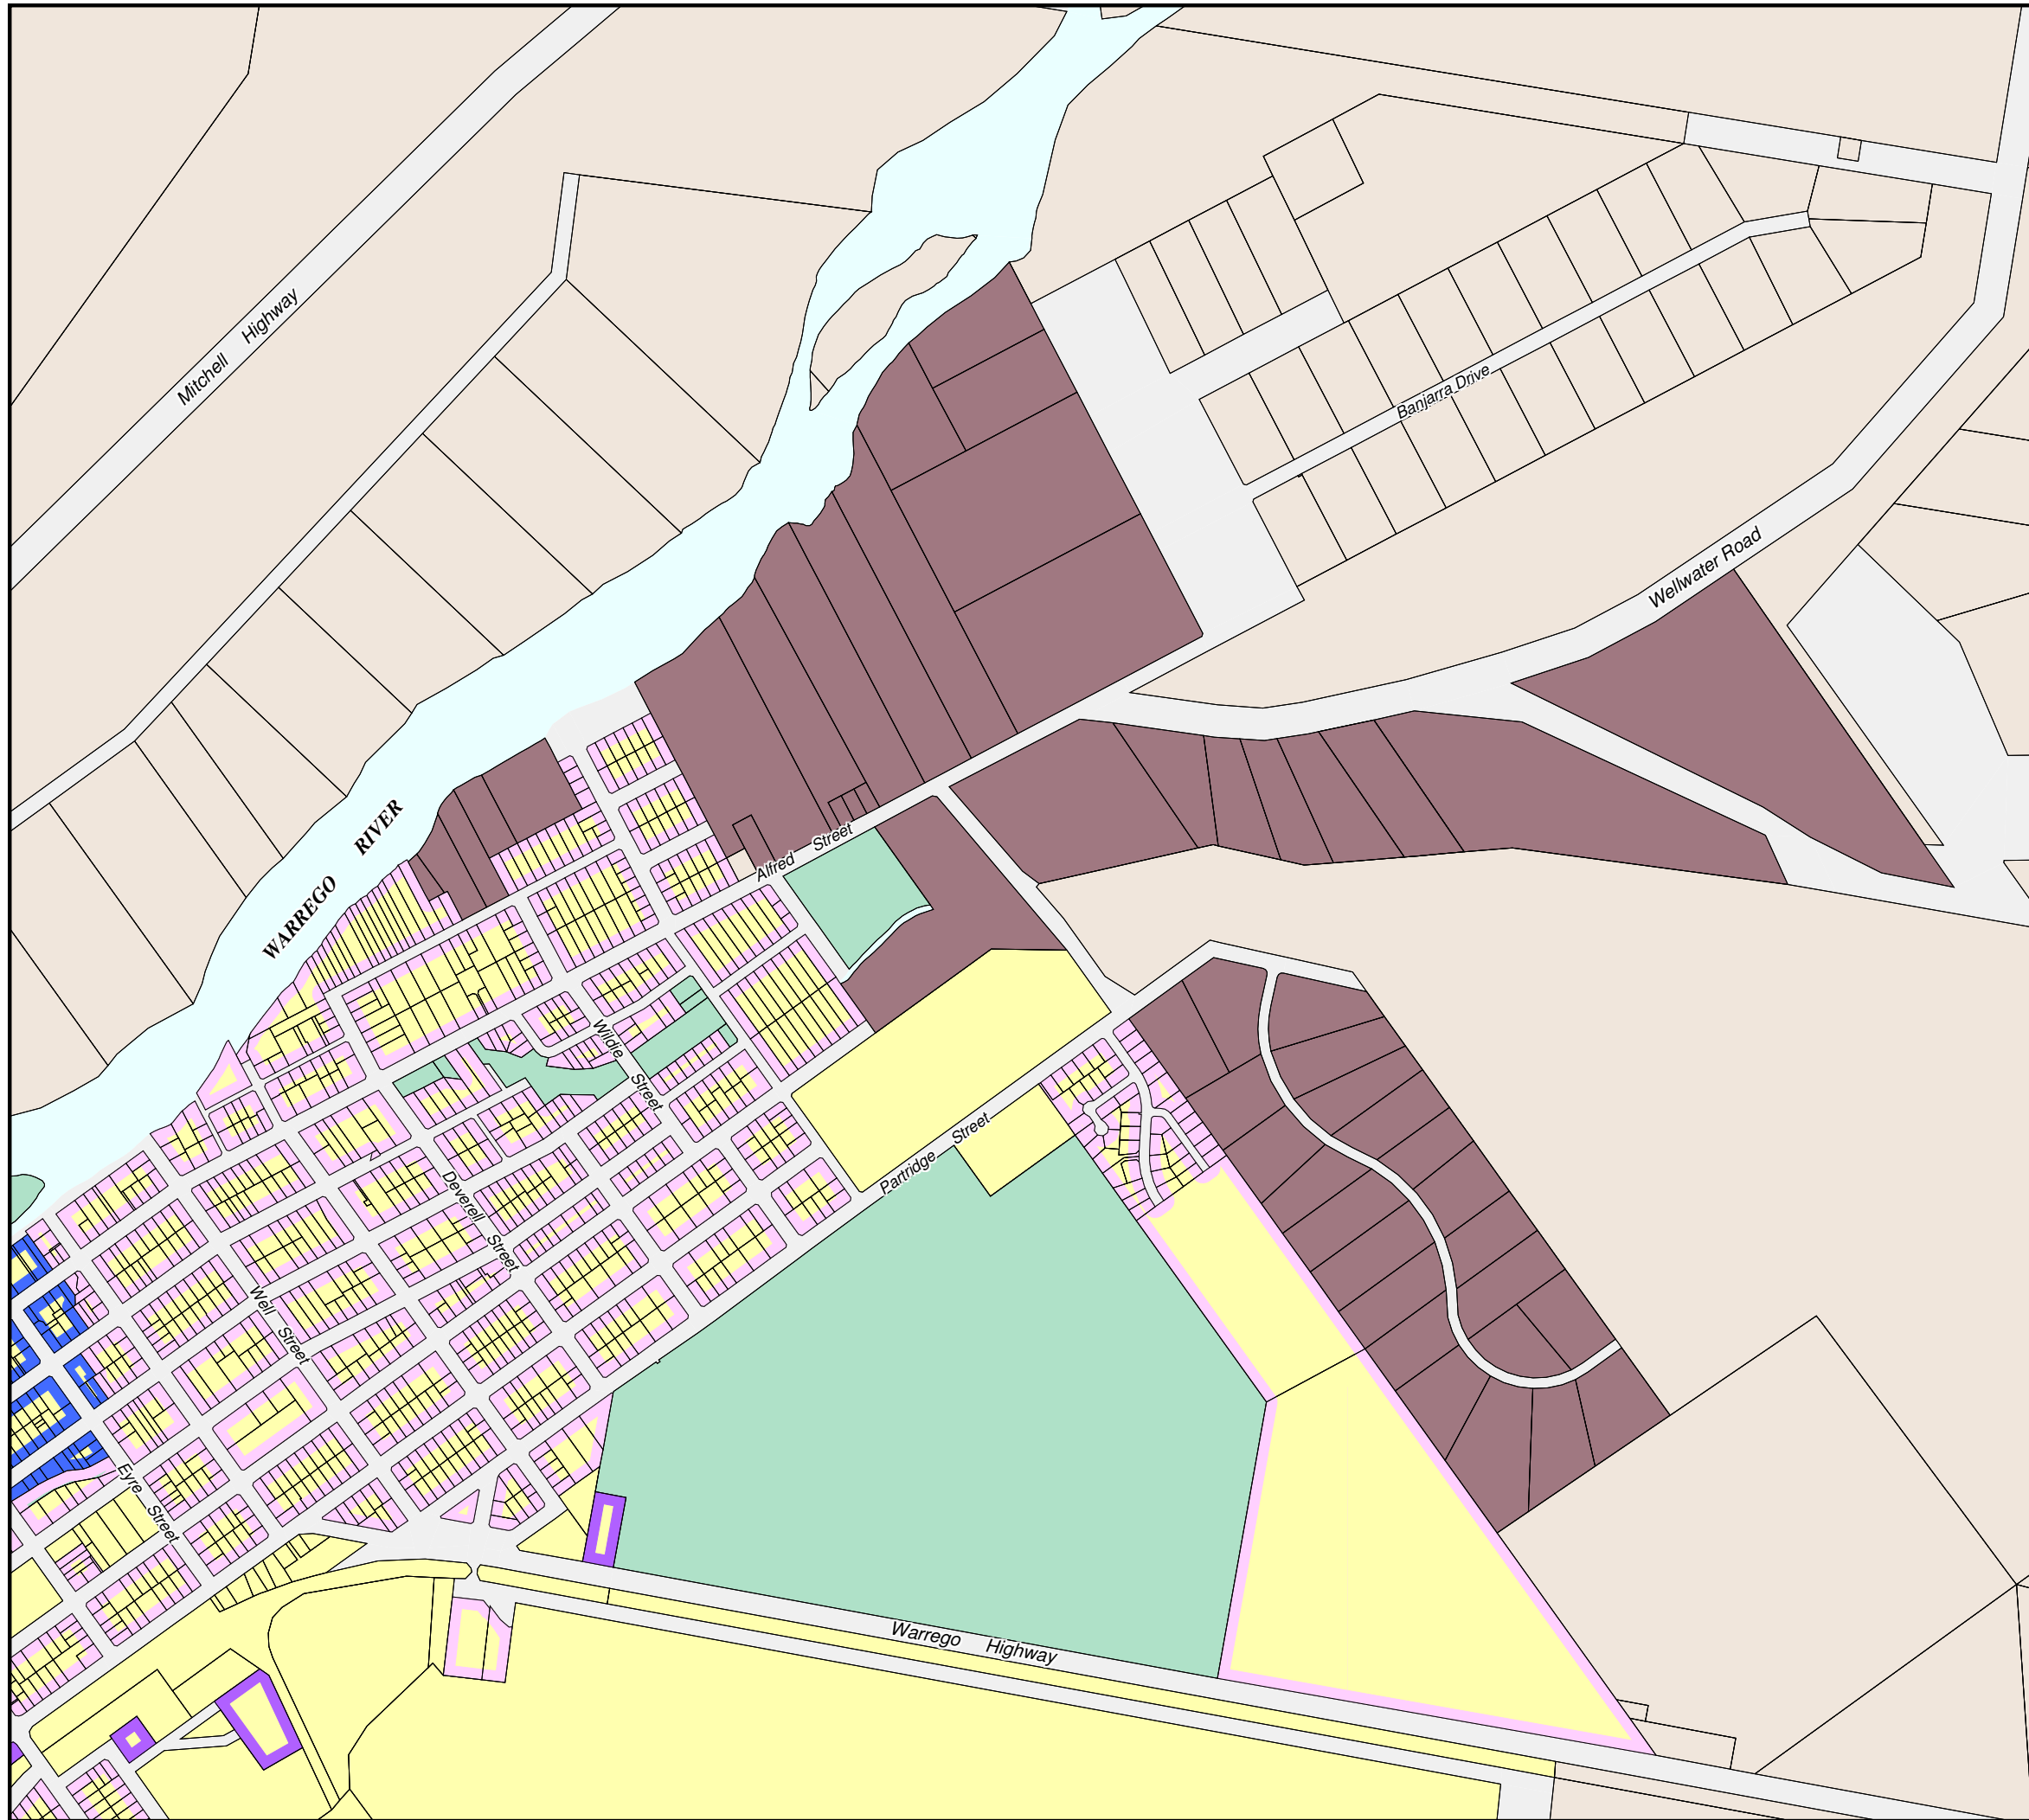 Mitchell Highway
Banjarra Drive
Wellwater Road
WARREGO RIVER
Alfred Street
Wildie Street
Partridge Street
Deverell Street
Well Street
Eyre Street
Warrego Highway